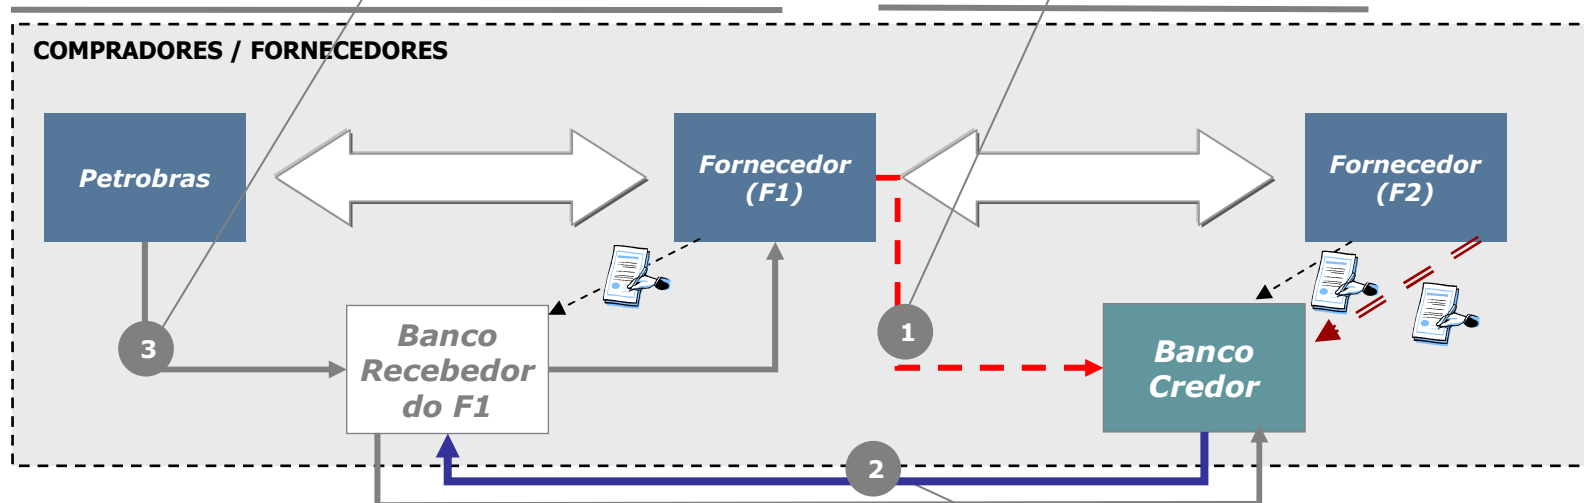 COMPRADORES / FORNECEDORES
Petrobras
Fornecedor
(F1)
Fornecedor
(F2)
3
Banco
Recebedor
do F1
1
Banco
Credor
2